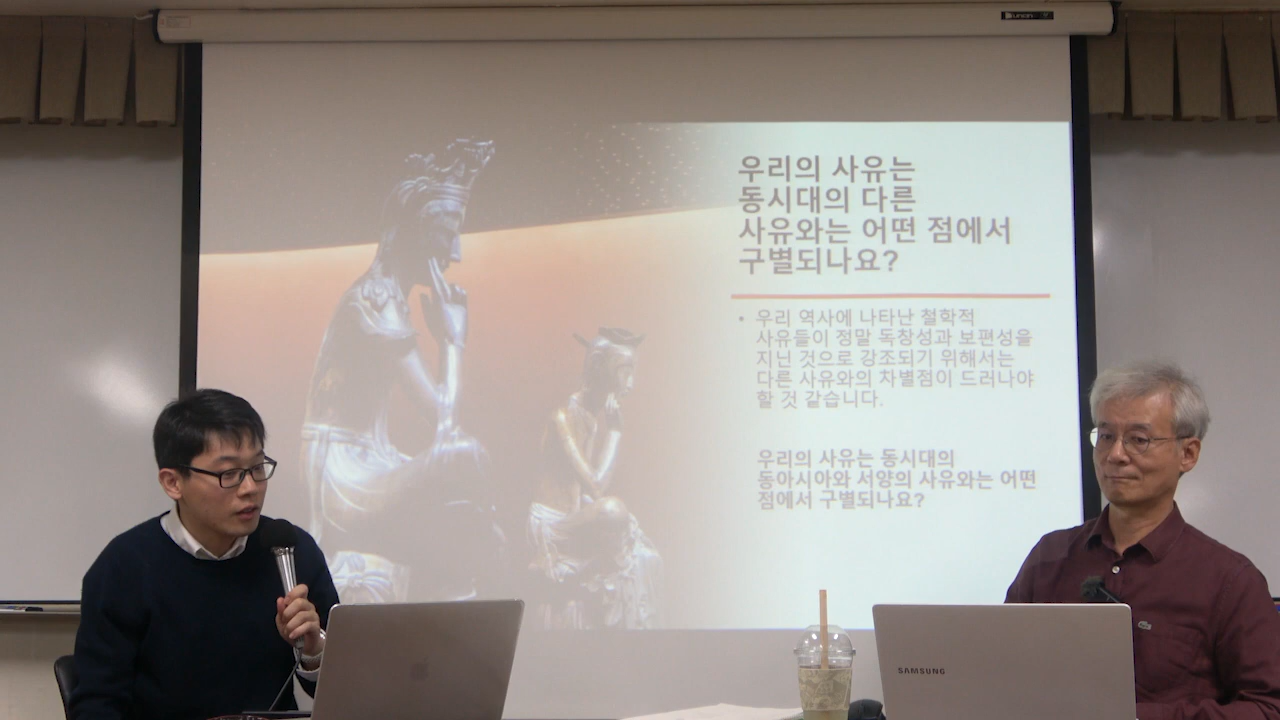 우리의 사유는
동시대의 다른
사유와는 어떤 점에서
구별되나요?
• 우리 역사에 나타난 철학적
사유들이 정말 독창성과 보편성을
지닌 것으로 강조되기 위해서는
다른 사유와의 차별점이 드러나야
할 것 같습니다.
우리의 사유는 동시대의
동아시아와 서양의 사유와는 어떤
점에서 구별되나요?
SAMSUNG